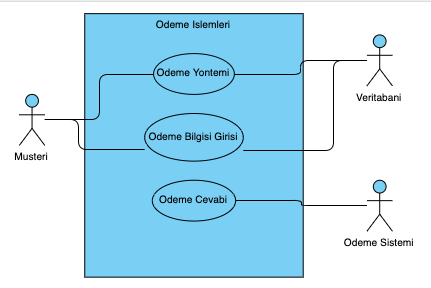 Odeme Islemleri
Odeme Yontemi
Veritabani
Odeme Bilgisi Girisi
Musteri
Odeme Cevabi
Odeme Sistemi